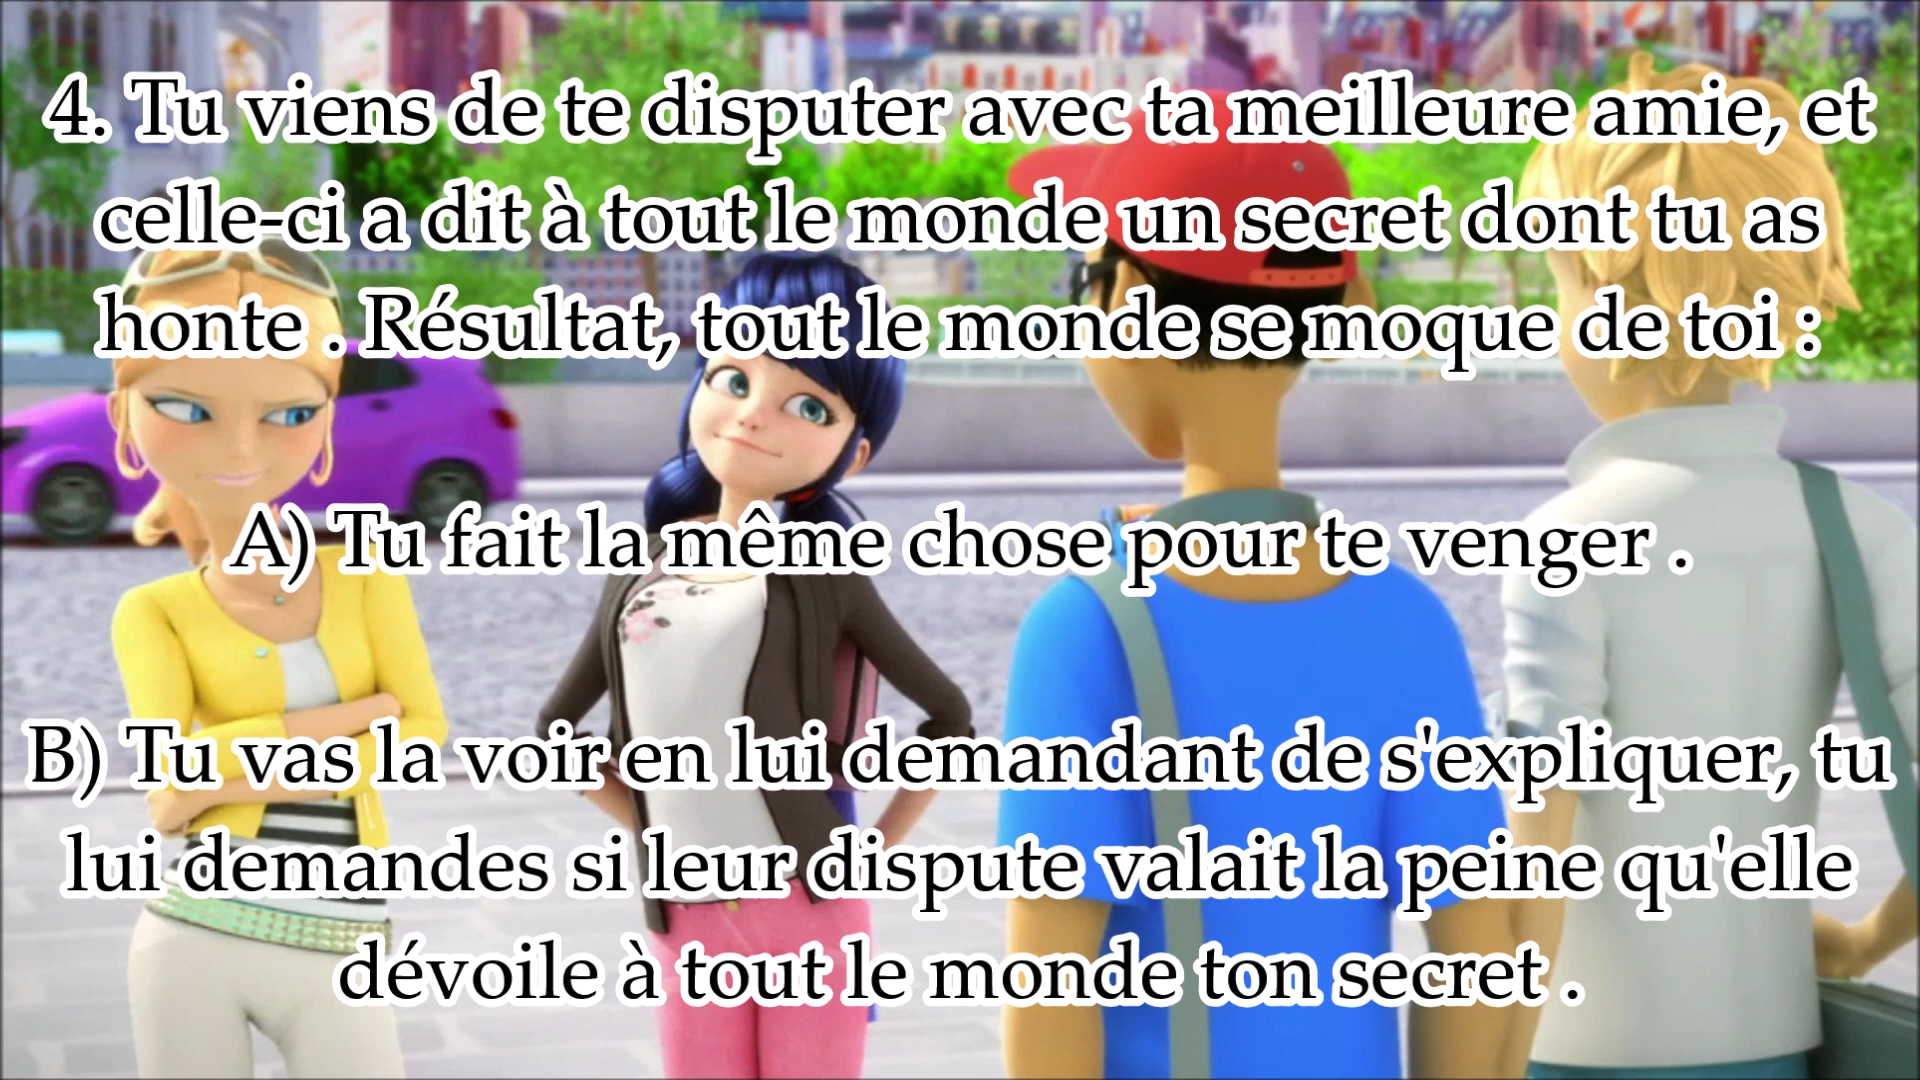 4. Tu viens de te disputer avec ta meilleure amie, et
celle-ci a dit à tout le monde un secret dont tu as
honte . Résultat, tout le monde se moque de toi :
A) Tu fait la même chose pour te venger .
B) Tu vas la voir en lui demandant de s'expliquer, tu
lui demandes si leur dispute valait la peine qu'elle
dévoile à tout le monde ton secret .